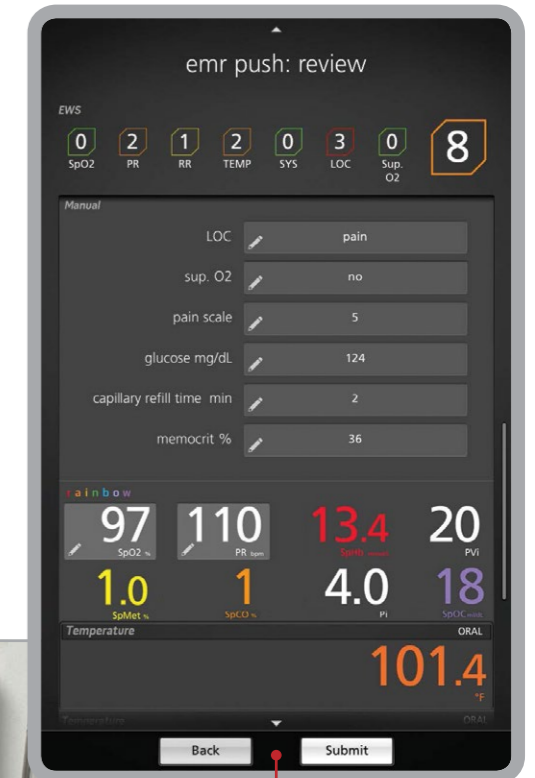 emr push: review
EWS
0 2 1 2 0 3 0 8
SpO2 PR RR TEMP SYS LOC Sup. O2
Manual
LOC pain
sup. O2 no
pain scale 5
glucose mg/dL 124
capillary refill time min 2
memocrit % 36
rainbow
97 110 13.4 20
SpO2 % PR bpm SpHb PVi
1.0 1 4.0 18
SpMet % SpCO % Pi SpOC
Temperature ORAL
101.4
°F
Temperature ORAL
Back Submit